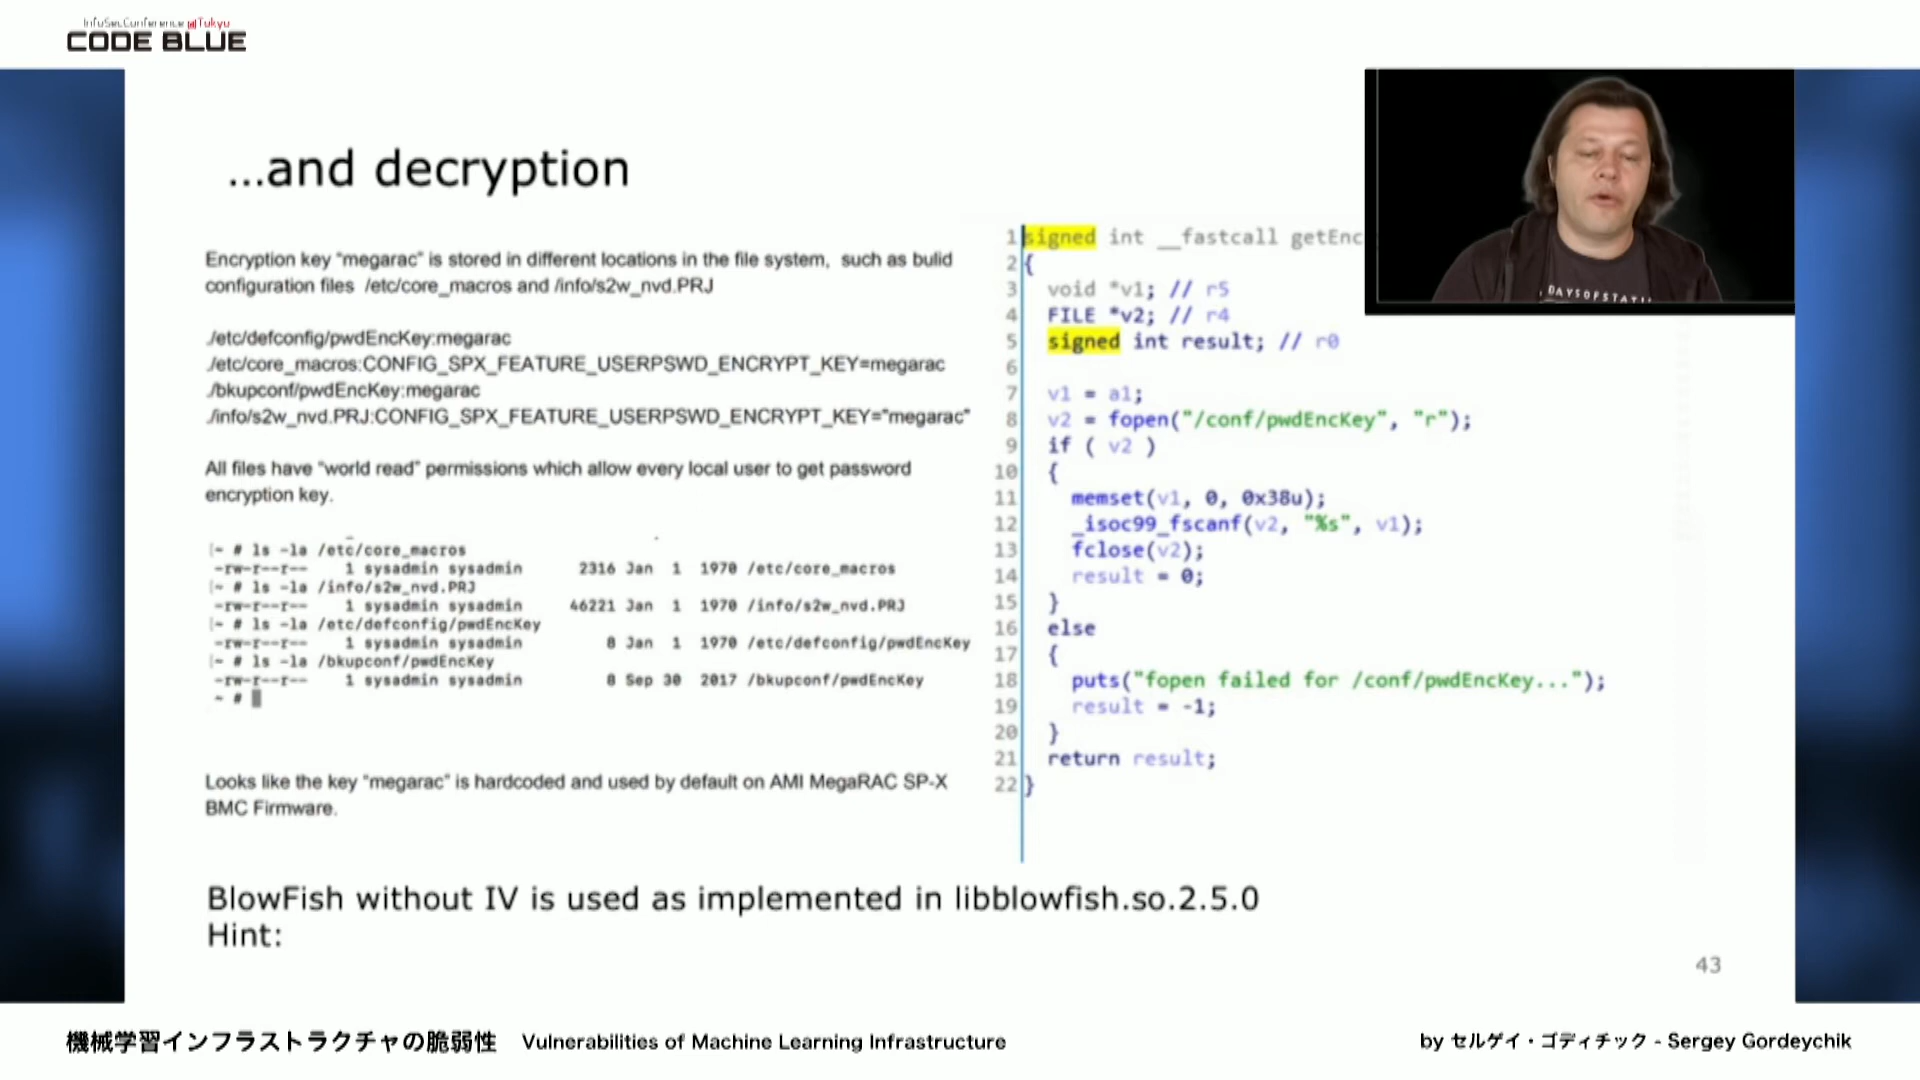 InfoSecConference @Tokyo
CODE BLUE
...and decryption
Encryption key "megarac" is stored in different locations in the file system, such as bulid
configuration files /etc/core_macros and /info/s2w_nvd.PRJ
./etc/defconfig/pwdEncKey:megarac
./etc/core_macros:CONFIG_SPX_FEATURE_USERPSWD_ENCRYPT_KEY=megarac
./bkupconf/pwdEncKey:megarac
./info/s2w_nvd.PRJ:CONFIG_SPX_FEATURE_USERPSWD_ENCRYPT_KEY="megarac"
All files have "world read" permissions which allow every local user to get password
encryption key.
~ # ls -la /etc/core_macros
-rw-r--r-- 1 sysadmin sysadmin 2316 Jan 1 1970 /etc/core_macros
~ # ls -la /info/s2w_nvd.PRJ
-rw-r--r-- 1 sysadmin sysadmin 46221 Jan 1 1970 /info/s2w_nvd.PRJ
~ # ls -la /etc/defconfig/pwdEncKey
-rw-r--r-- 1 sysadmin sysadmin 8 Jan 1 1970 /etc/defconfig/pwdEncKey
~ # ls -la /bkupconf/pwdEncKey
-rw-r--r-- 1 sysadmin sysadmin 8 Sep 30 2017 /bkupconf/pwdEncKey
~ #
Looks like the key "megarac" is hardcoded and used by default on AMI MegaRAC SP-X
BMC Firmware.
1 signed int __fastcall getEnc
2 {
3 void *v1; // r5
4 FILE *v2; // r4
5 signed int result; // r0
6
7 v1 = a1;
8 v2 = fopen("/conf/pwdEncKey", "r");
9 if ( v2 )
10 {
11 memset(v1, 0, 0x38u);
12 _isoc99_fscanf(v2, "%s", v1);
13 fclose(v2);
14 result = 0;
15 }
16 else
17 {
18 puts("fopen failed for /conf/pwdEncKey...");
19 result = -1;
20 }
21 return result;
22 }
BlowFish without IV is used as implemented in libblowfish.so.2.5.0
Hint:
43
DAYSOFSTA
機械学習インフラストラクチャの脆弱性 Vulnerabilities of Machine Learning Infrastructure
by セルゲイ・ゴディチック - Sergey Gordeychik